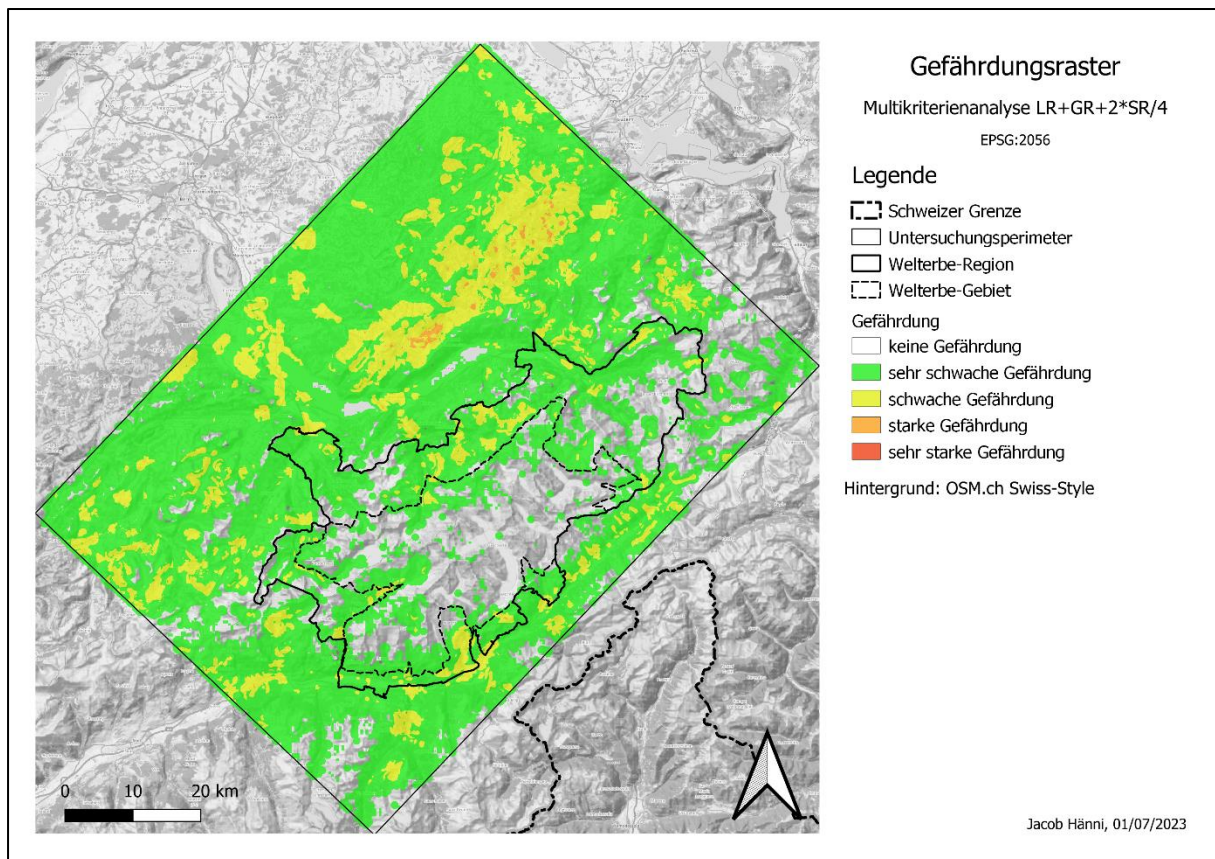 Gefährdungsraster
Multikriterienanalyse LR+GR+2*SR/4
EPSG:2056
Legende
Schweizer Grenze
Untersuchungsperimeter
Welterbe-Region
Welterbe-Gebiet
Gefährdung
keine Gefährdung
sehr schwache Gefährdung
schwache Gefährdung
starke Gefährdung
sehr starke Gefährdung
Hintergrund: OSM.ch Swiss-Style
0 10 20 km
Jacob Hänni, 01/07/2023